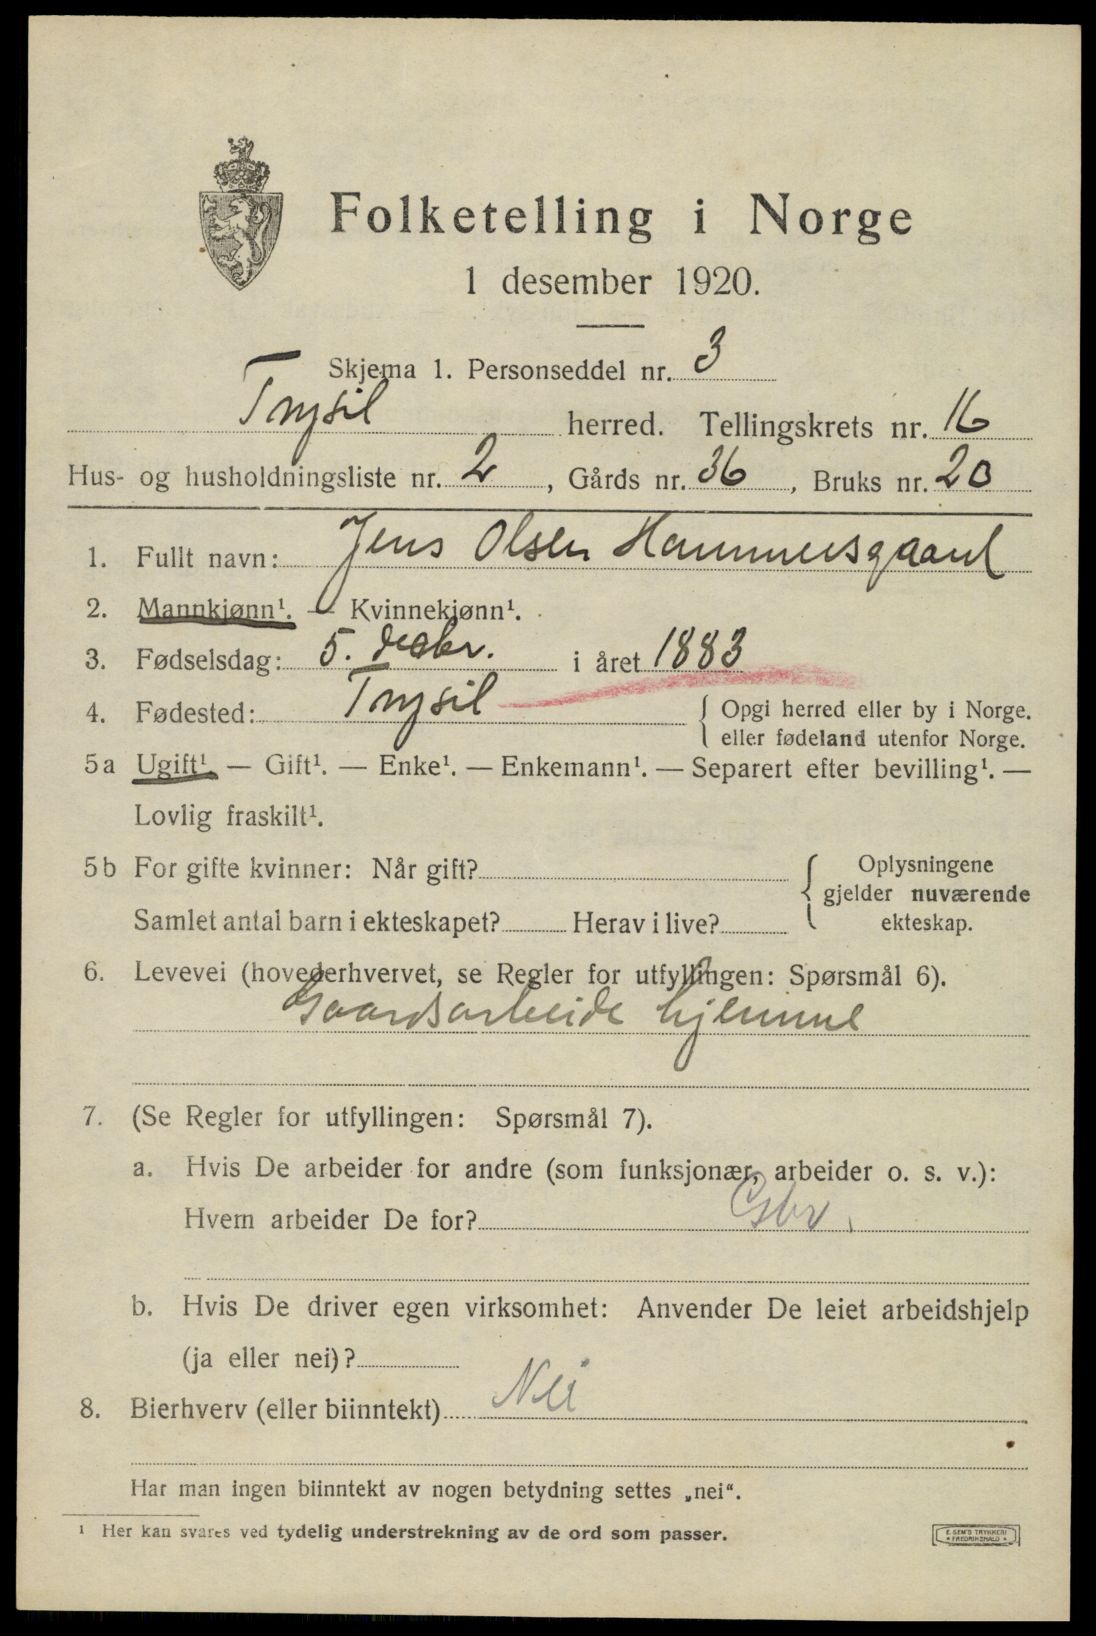 Folketelling i Norge
1 desember 1920.
Skjema 1. Personseddel nr. 3
Trysil herred. Tellingskrets nr. 16
Hus- og husholdningsliste nr. 2, Gårds nr. 36, Bruks nr. 20
1. Fullt navn: Jens Olsen Hammersgaard
2. Mannkjønn¹. — Kvinnekjønn¹.
3. Fødselsdag: 5. decbr. i året 1883
4. Fødested: Trysil { Opgi herred eller by i Norge.
eller fødeland utenfor Norge.
5a Ugift¹. — Gift¹. — Enke¹. — Enkemann¹. — Separert efter bevilling¹. —
Lovlig fraskilt¹.
5b For gifte kvinner: Når gift? { Oplysningene
gjelder nuværende
Samlet antal barn i ekteskapet? Herav i live? ekteskap.
6. Levevei (hovederhvervet, se Regler for utfyllingen: Spørsmål 6).
Gaardsarbeide hjemme
7. (Se Regler for utfyllingen: Spørsmål 7).
a. Hvis De arbeider for andre (som funksjonær, arbeider o. s. v.):
Hvem arbeider De for? Gbr.
b. Hvis De driver egen virksomhet: Anvender De leiet arbeidshjelp
(ja eller nei)?
8. Bierhverv (eller biinntekt) Nei
Har man ingen biinntekt av nogen betydning settes „nei“.
¹ Her kan svares ved tydelig understrekning av de ord som passer.
E. SEM'S TRYKKERI
FREDRIKSHALD